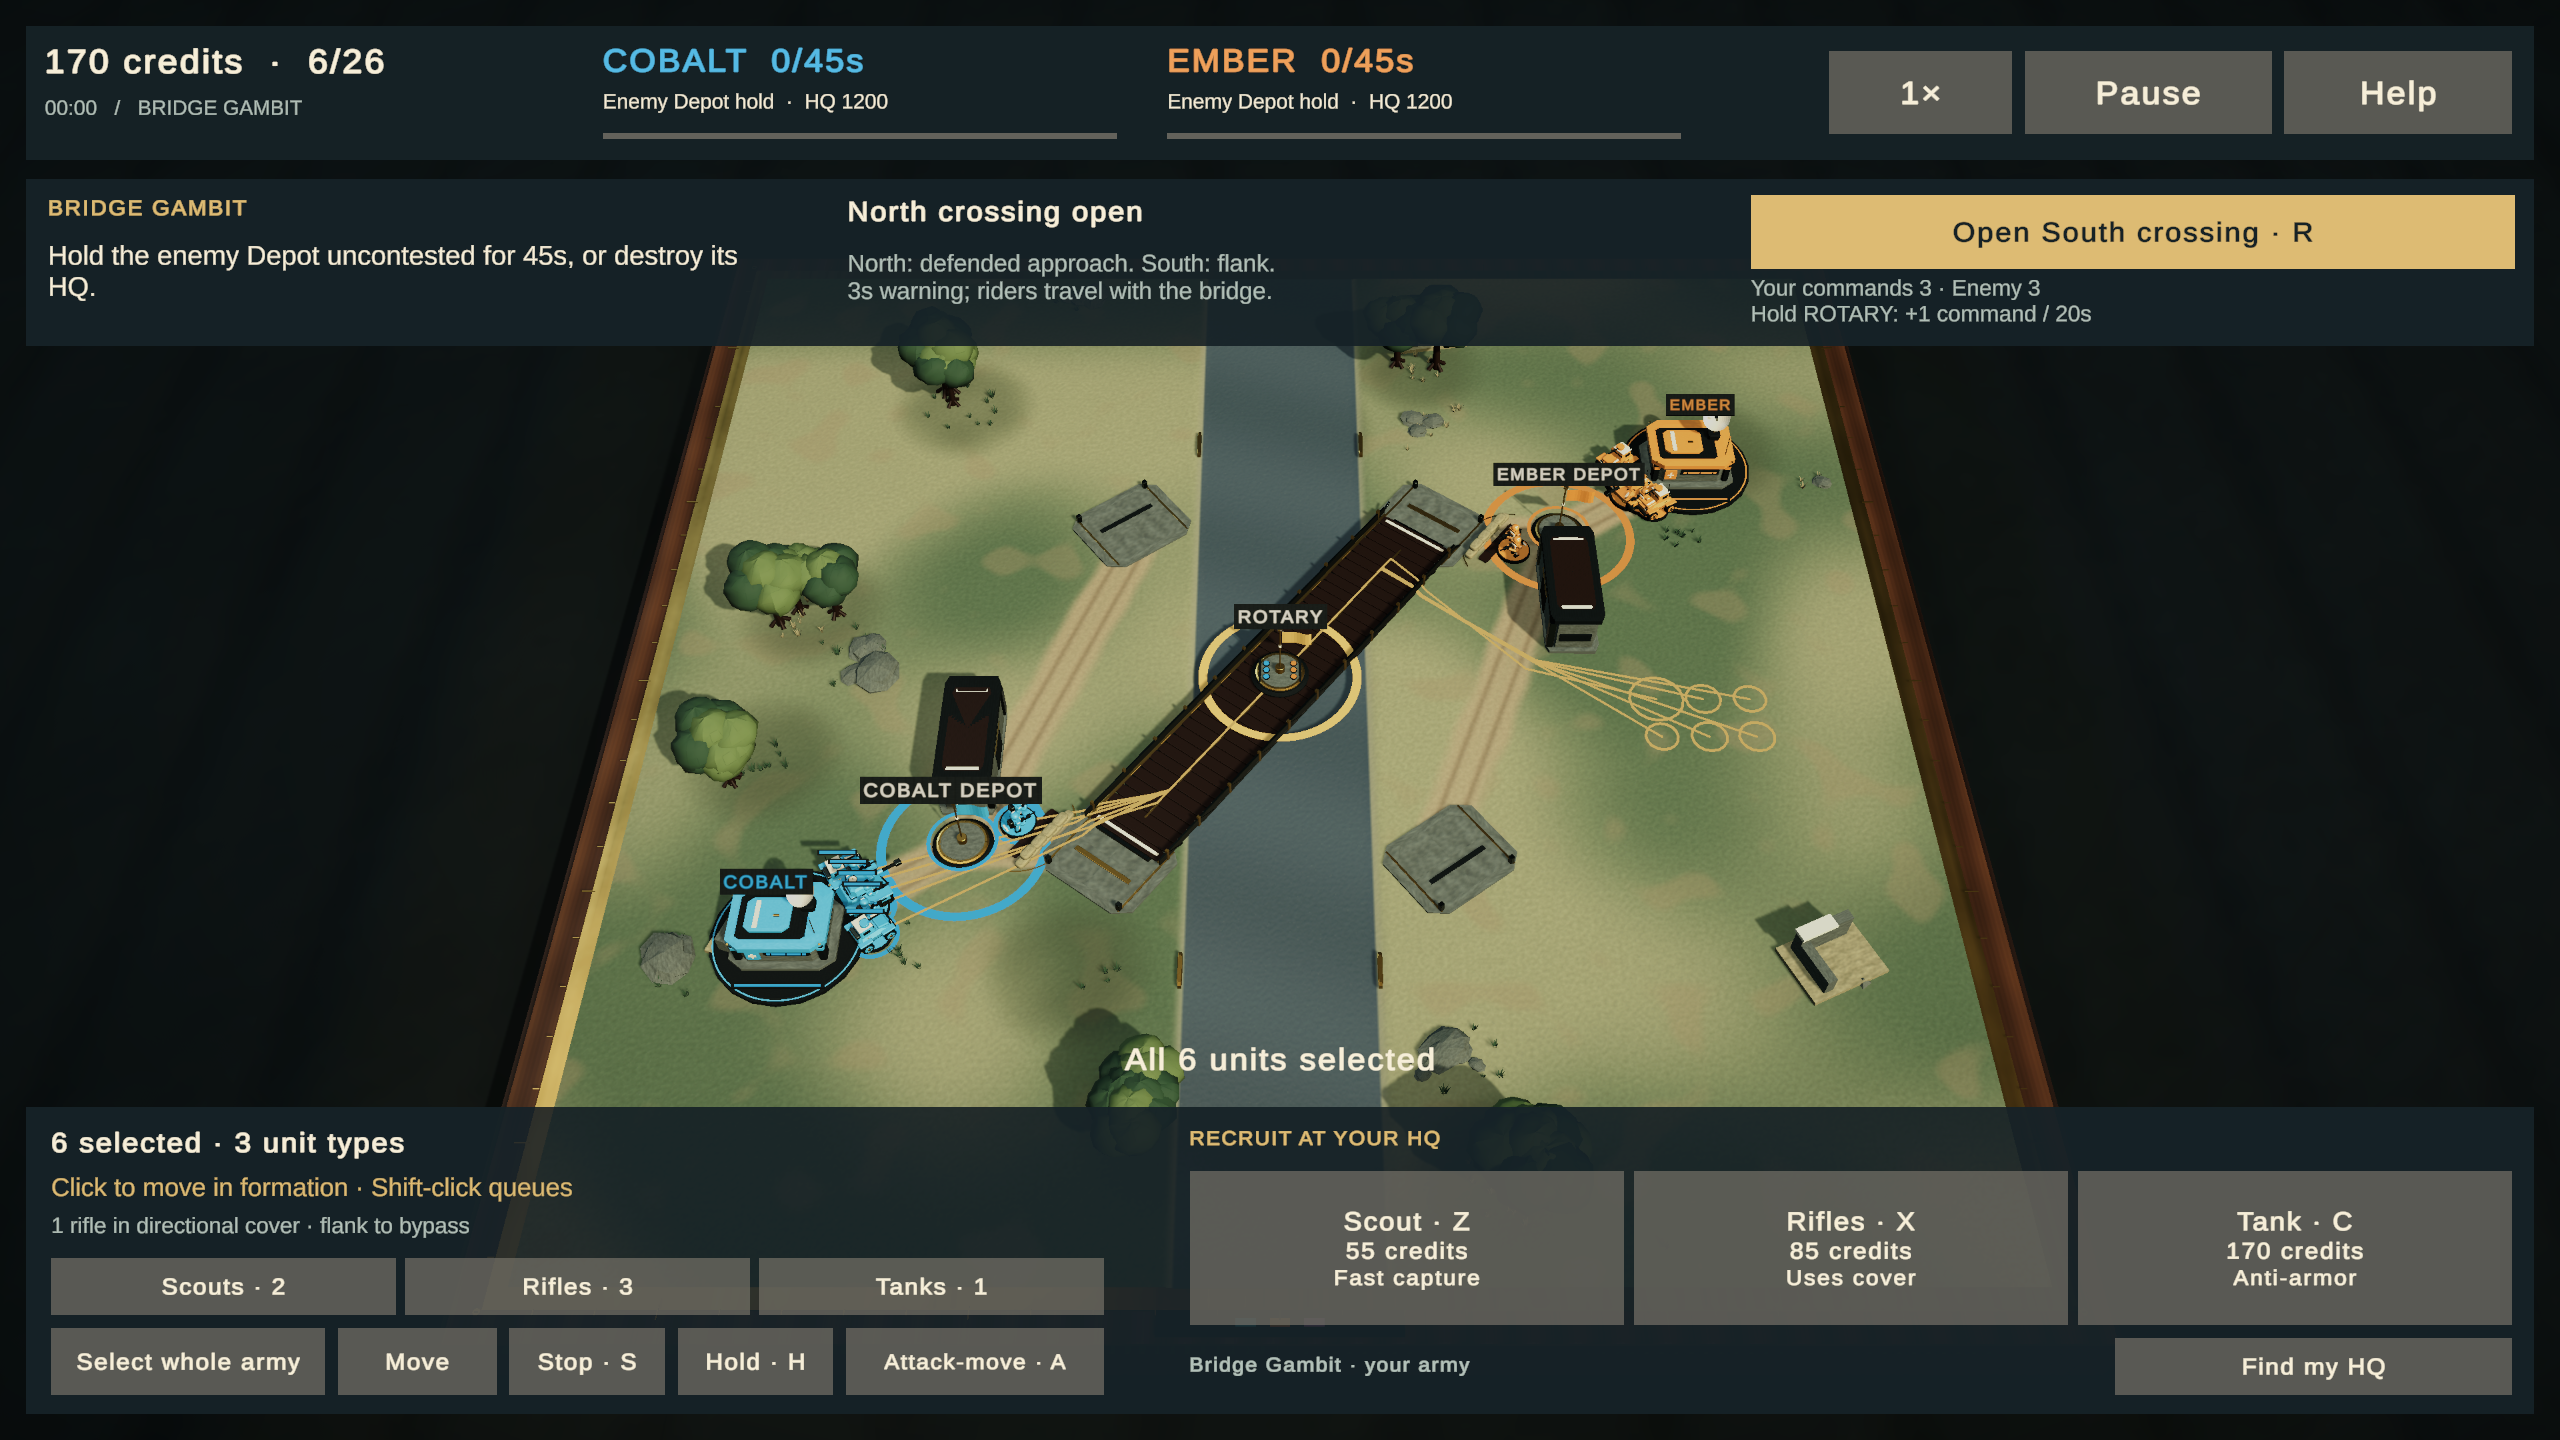 170 credits · 6/26
00:00 / BRIDGE GAMBIT
COBALT 0/45s
Enemy Depot hold · HQ 1200
EMBER 0/45s
Enemy Depot hold · HQ 1200
1×
Pause
Help
BRIDGE GAMBIT
Hold the enemy Depot uncontested for 45s, or destroy its
HQ.
North crossing open
North: defended approach. South: flank.
3s warning; riders travel with the bridge.
Open South crossing · R
Your commands 3 · Enemy 3
Hold ROTARY: +1 command / 20s
EMBER
EMBER DEPOT
ROTARY
COBALT DEPOT
COBALT
All 6 units selected
6 selected · 3 unit types
Click to move in formation · Shift-click queues
1 rifle in directional cover · flank to bypass
Scouts · 2
Rifles · 3
Tanks · 1
Select whole army
Move
Stop · S
Hold · H
Attack-move · A
RECRUIT AT YOUR HQ
Scout · Z
55 credits
Fast capture
Rifles · X
85 credits
Uses cover
Tank · C
170 credits
Anti-armor
Bridge Gambit · your army
Find my HQ